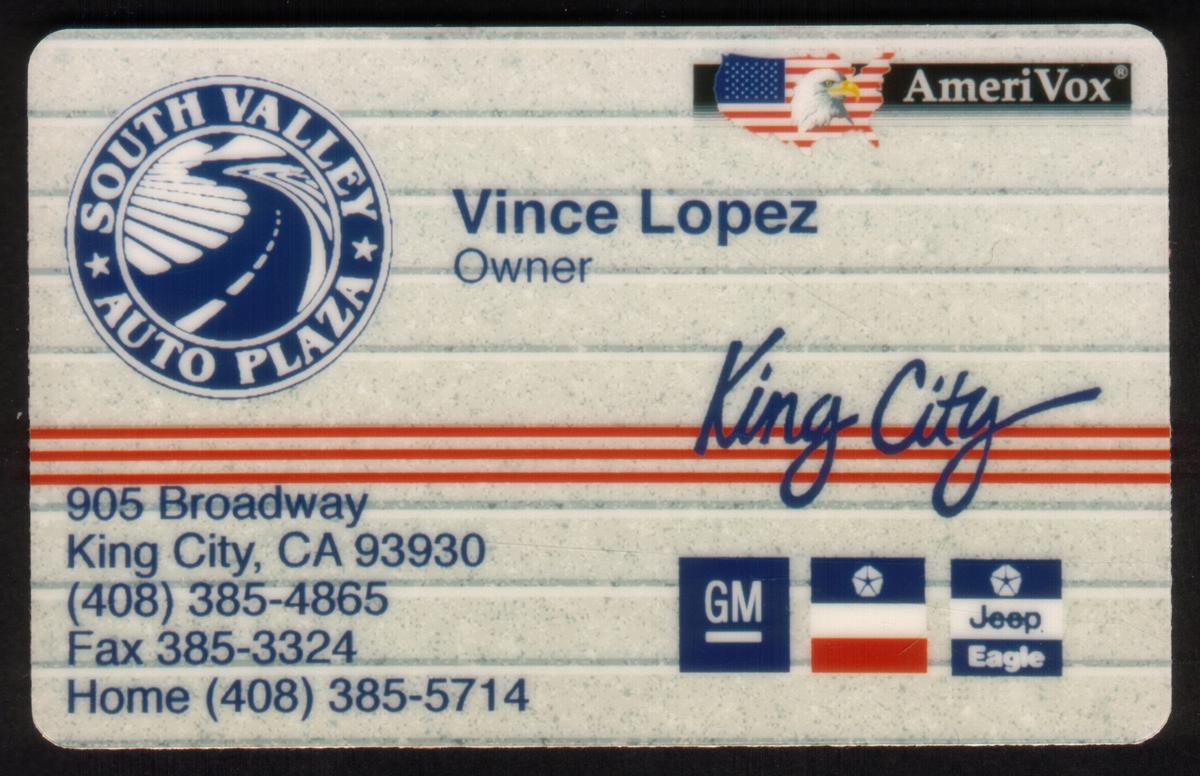 SOUTH VALLEY
★ AUTO PLAZA ★
AmeriVox®
Vince Lopez
Owner
King City
905 Broadway
King City, CA 93930
(408) 385-4865
Fax 385-3324
Home (408) 385-5714
GM
Jeep
Eagle